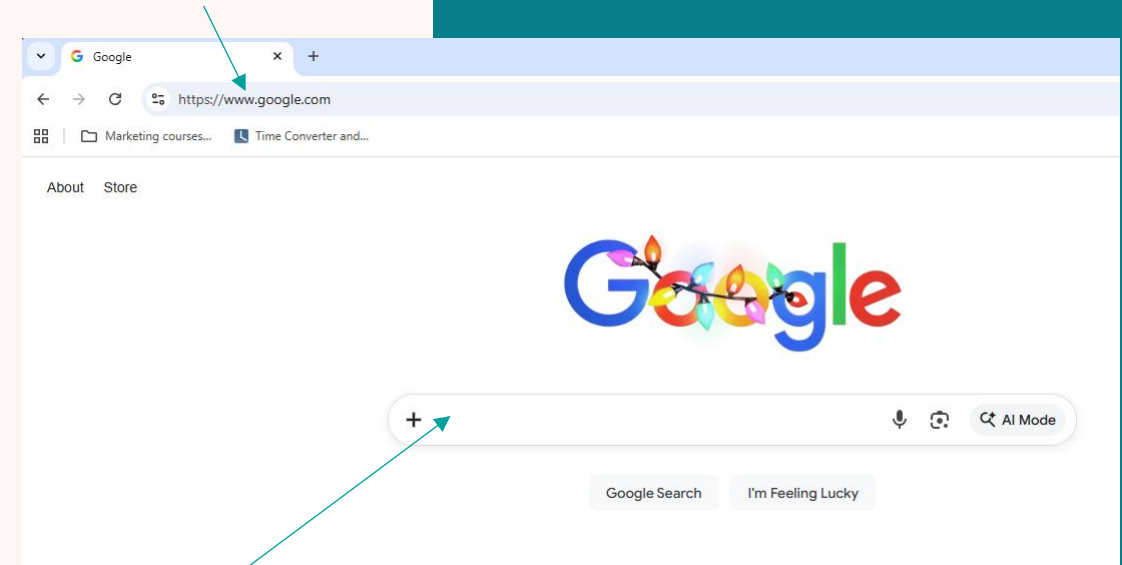 Google
https://www.google.com
Marketing courses... Time Converter and...
About Store
Google
AI Mode
Google Search I'm Feeling Lucky